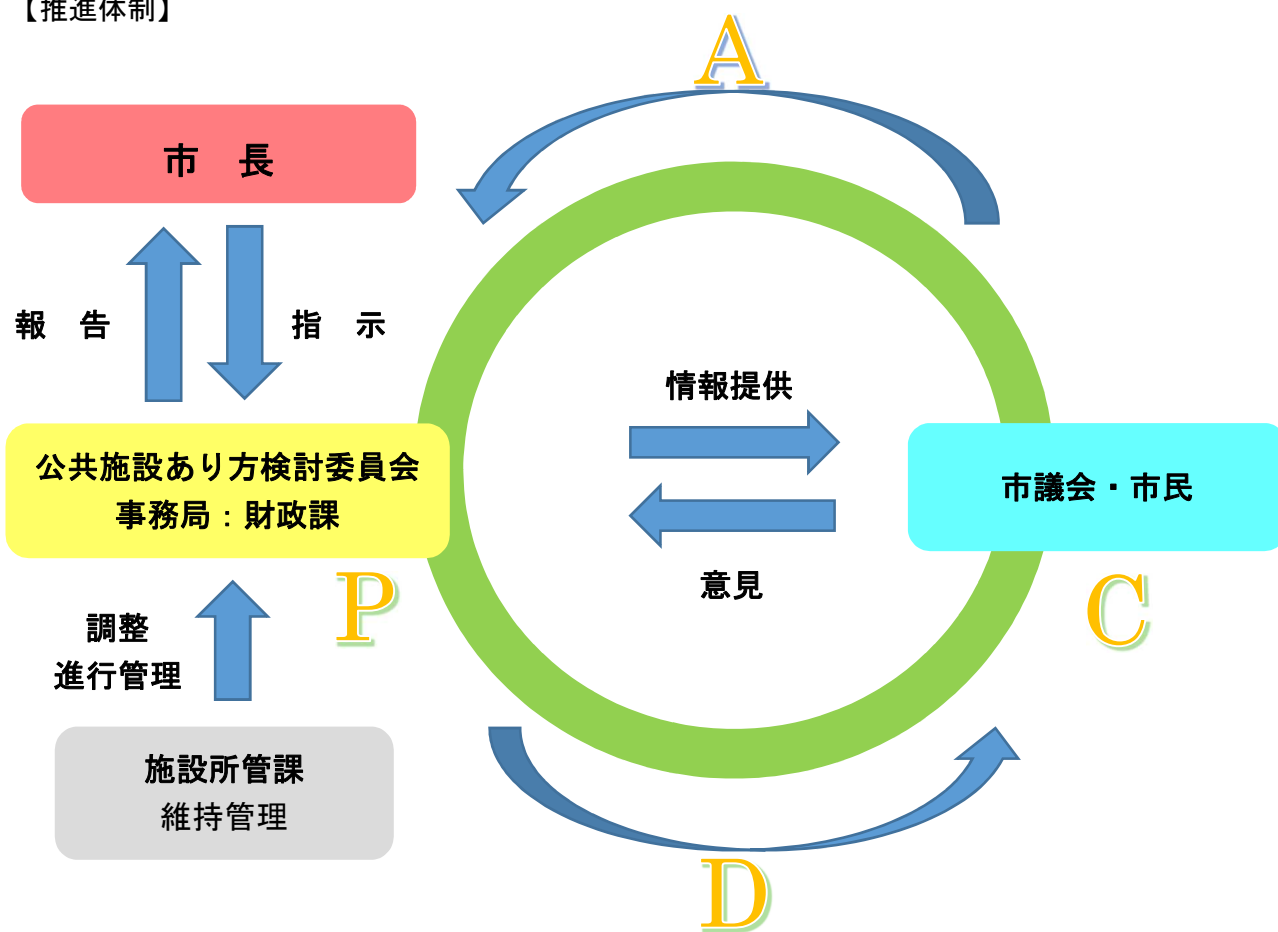 【推進体制】
A
市　長
報　告
指　示
情報提供
公共施設あり方検討委員会
事務局：財政課
市議会・市民
意見
P
C
調整
進行管理
施設所管課
維持管理
D